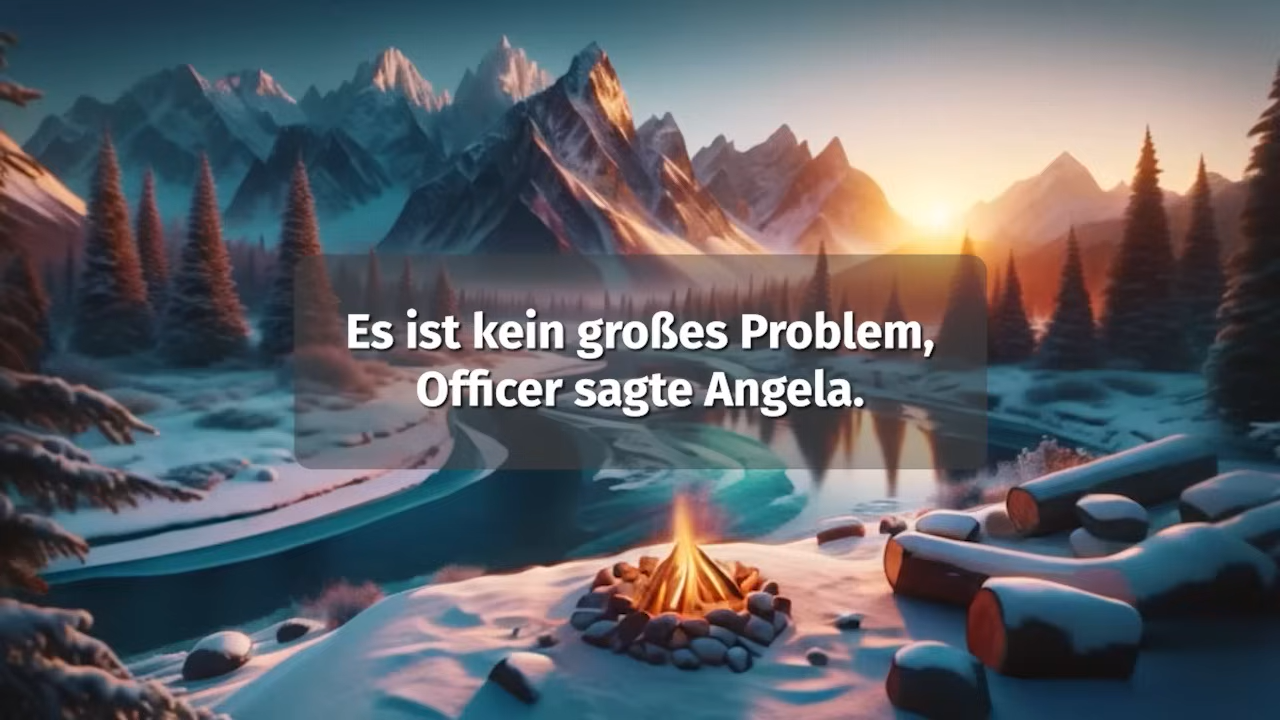 Es ist kein großes Problem,
Officer sagte Angela.